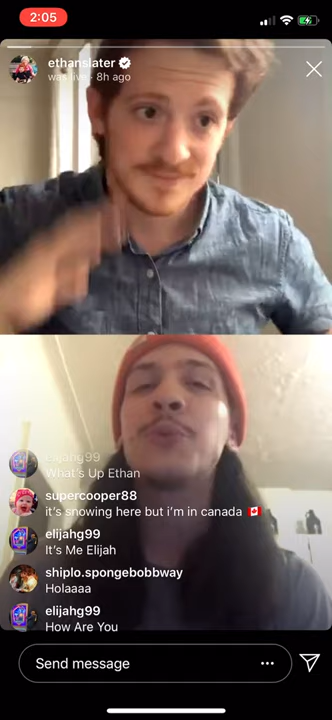 2:05
ethanslater
was live · 8h ago
elijahg99
What's Up Ethan
supercooper88
it's snowing here but i'm in canada 🇨🇦
elijahg99
It's Me Elijah
shiplo.spongebobbway
Holaaaa
elijahg99
How Are You
Send message